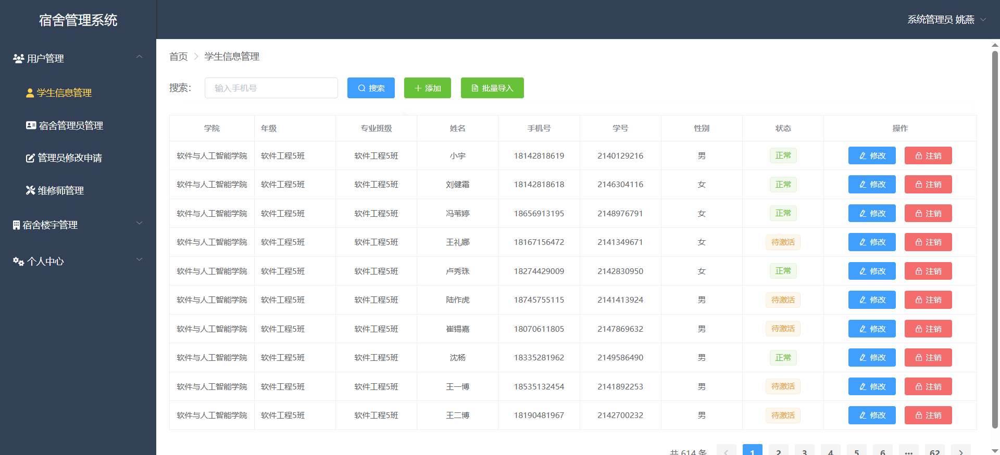 宿舍管理系统
系统管理员 姚燕
用户管理
学生信息管理
宿舍管理员管理
管理员修改申请
维修师管理
宿舍楼宇管理
个人中心
首页 学生信息管理
搜索： 输入手机号 搜索 添加 批量导入
学院 年级 专业班级 姓名 手机号 学号 性别 状态 操作
软件与人工智能学院 软件工程5班 软件工程5班 小宇 18142818619 2140129216 男 正常 修改 注销
软件与人工智能学院 软件工程5班 软件工程5班 刘健霜 18142818618 2146304116 女 正常 修改 注销
软件与人工智能学院 软件工程5班 软件工程5班 冯苇婷 18656913195 2148976791 女 正常 修改 注销
软件与人工智能学院 软件工程5班 软件工程5班 王礼娜 18167156472 2141349671 女 待激活 修改 注销
软件与人工智能学院 软件工程5班 软件工程5班 卢秀珠 18274429009 2142830950 女 正常 修改 注销
软件与人工智能学院 软件工程5班 软件工程5班 陆作虎 18745755115 2141413924 男 待激活 修改 注销
软件与人工智能学院 软件工程5班 软件工程5班 崔锡嘉 18070611805 2147869632 男 待激活 修改 注销
软件与人工智能学院 软件工程5班 软件工程5班 沈杨 18335281962 2149586490 男 正常 修改 注销
软件与人工智能学院 软件工程5班 软件工程5班 王一博 18535132454 2141892253 男 待激活 修改 注销
软件与人工智能学院 软件工程5班 软件工程5班 王二博 18190481967 2142700232 男 待激活 修改 注销
共 614 条 1 2 3 4 5 6 ... 62